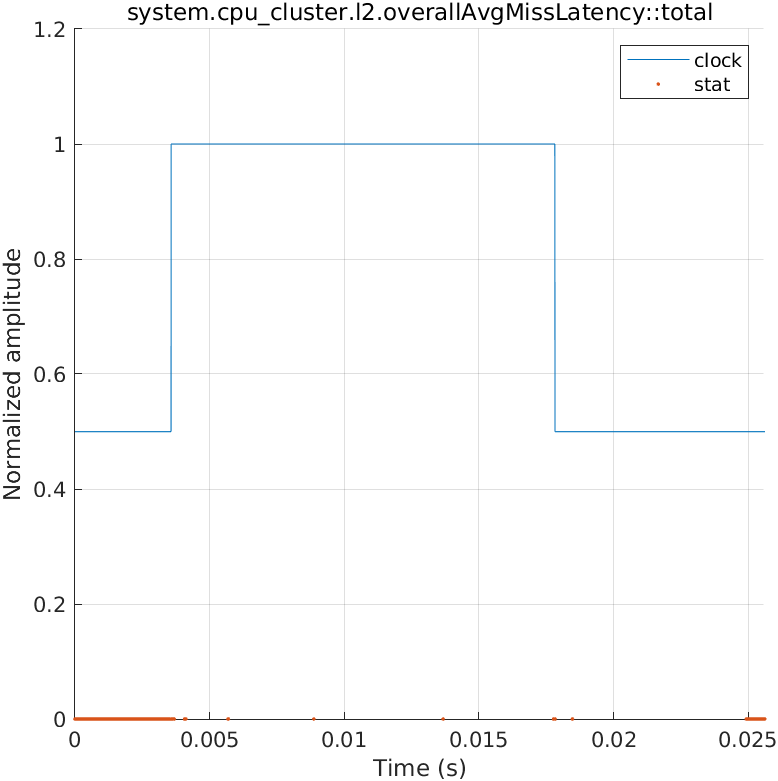 system.cpu_cluster.l2.overallAvgMissLatency::total
1.2
clock
stat
1
0.8
Normalized amplitude
0.6
0.4
0.2
0
0 0.005 0.01 0.015 0.02 0.025
Time (s)